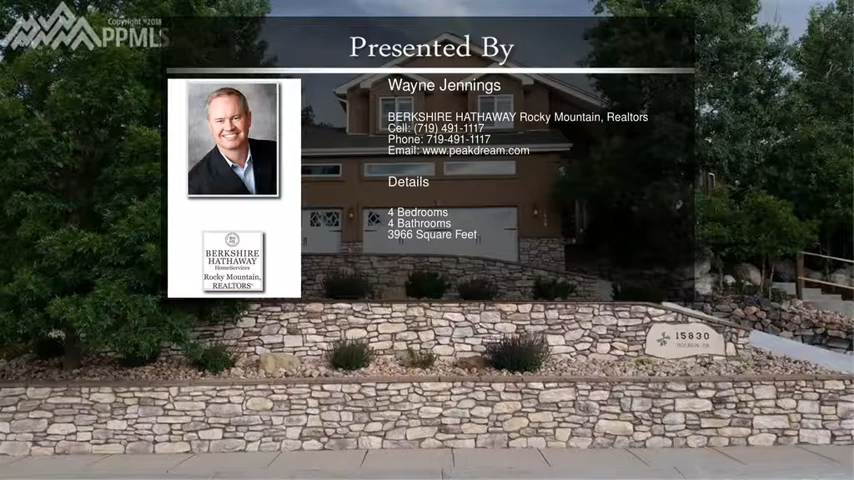 Copyright ©2018
PPMLS
Presented By
Wayne Jennings
BERKSHIRE HATHAWAY Rocky Mountain, Realtors
Cell: (719) 491-1117
Phone: 719-491-1117
Email: www.peakdream.com
Details
4 Bedrooms
4 Bathrooms
3966 Square Feet
BERKSHIRE
HATHAWAY
HomeServices
Rocky Mountain,
REALTORS®
15830